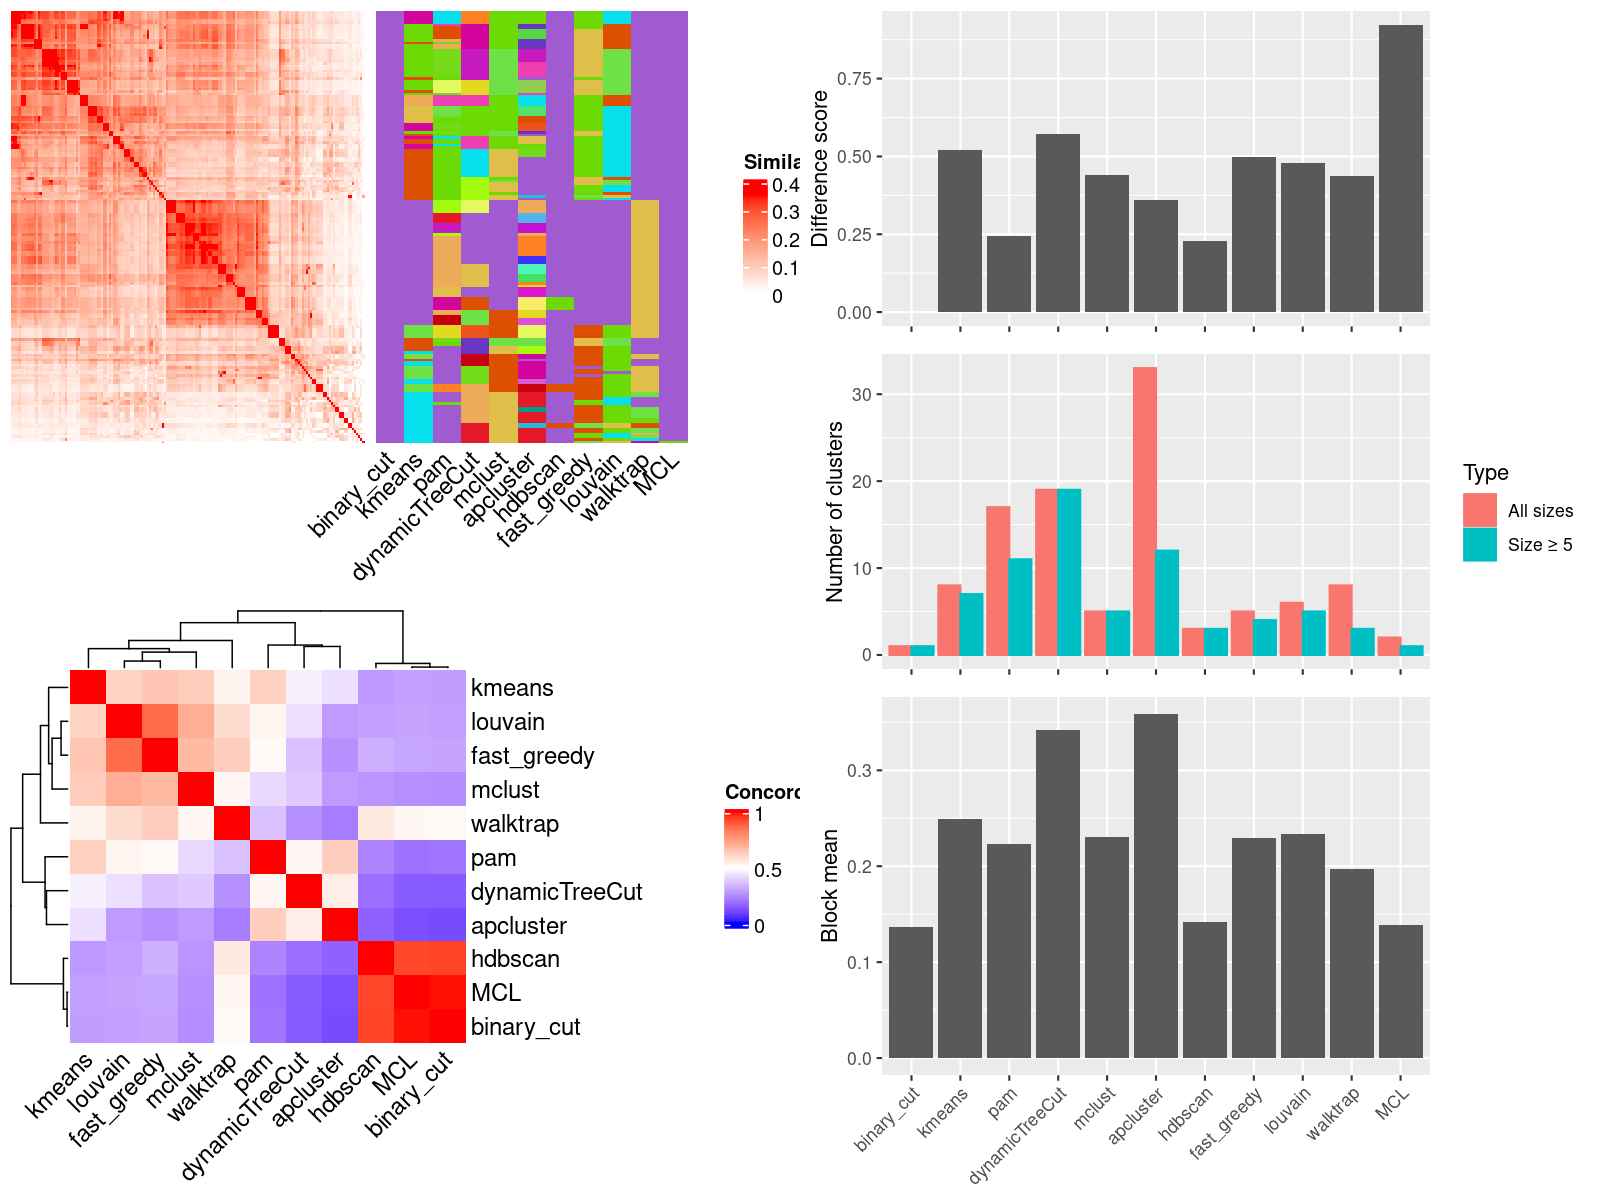 Simila
0.4
0.3
0.2
0.1
0
binary_cut
kmeans
pam
dynamicTreeCut
mclust
apcluster
hdbscan
fast_greedy
louvain
walktrap
MCL
kmeans
louvain
fast_greedy
mclust
walktrap
pam
dynamicTreeCut
apcluster
hdbscan
MCL
binary_cut
kmeans
louvain
fast_greedy
mclust
walktrap
pam
dynamicTreeCut
apcluster
hdbscan
MCL
binary_cut
Concord
1
0.5
0
Difference score
0.75
0.50
0.25
0.00
Number of clusters
30
20
10
0
Type
All sizes
Size ≥ 5
Block mean
0.3
0.2
0.1
0.0
binary_cut
kmeans
pam
dynamicTreeCut
mclust
apcluster
hdbscan
fast_greedy
louvain
walktrap
MCL